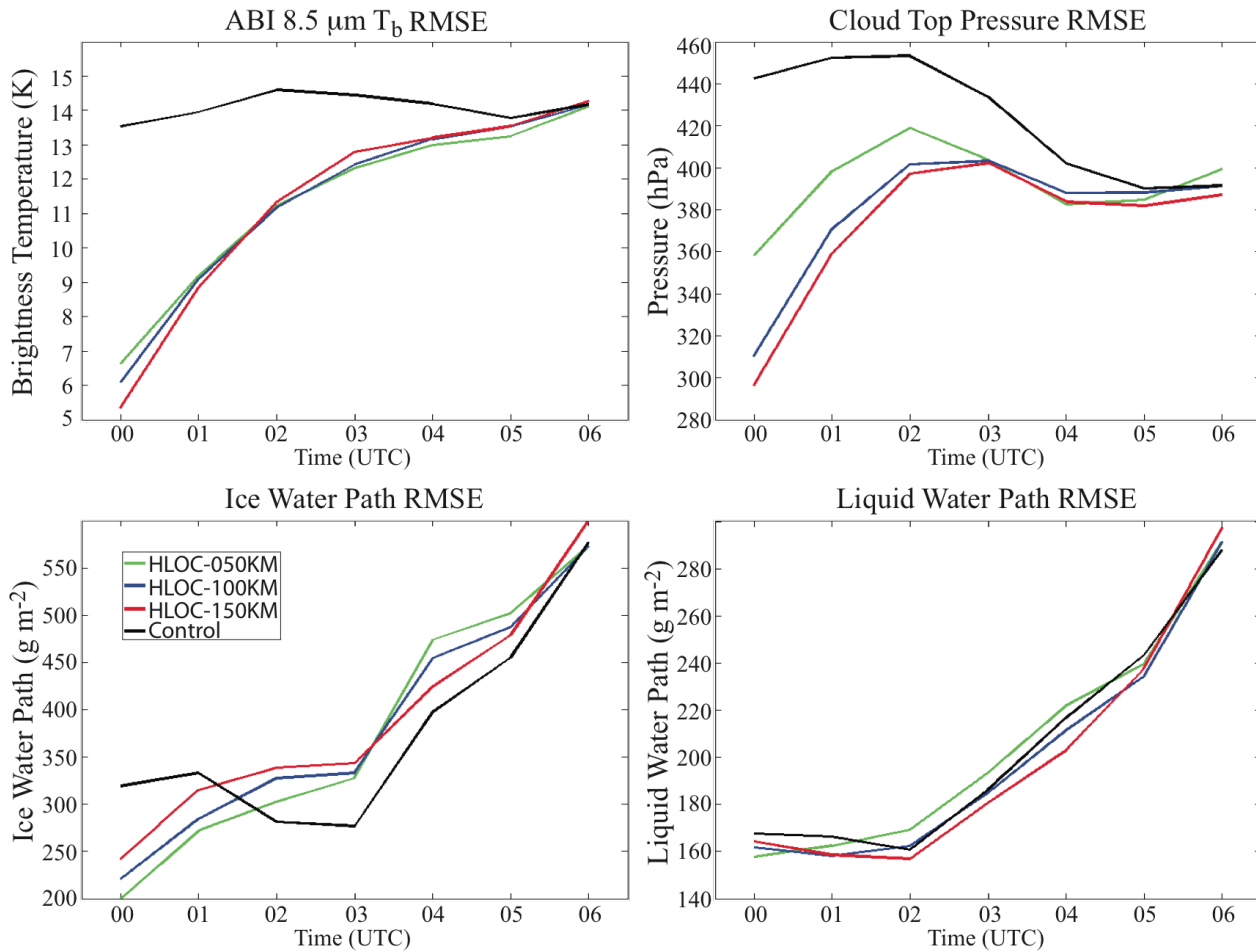 ABI 8.5 μm Tb RMSE
Brightness Temperature (K)
15
14
13
12
11
10
9
8
7
6
5
00 01 02 03 04 05 06
Time (UTC)
Cloud Top Pressure RMSE
Pressure (hPa)
460
440
420
400
380
360
340
320
300
280
00 01 02 03 04 05 06
Time (UTC)
Ice Water Path RMSE
Ice Water Path (g m-2)
550
500
450
400
350
300
250
200
HLOC-050KM
HLOC-100KM
HLOC-150KM
Control
00 01 02 03 04 05 06
Time (UTC)
Liquid Water Path RMSE
Liquid Water Path (g m-2)
280
260
240
220
200
180
160
140
00 01 02 03 04 05 06
Time (UTC)